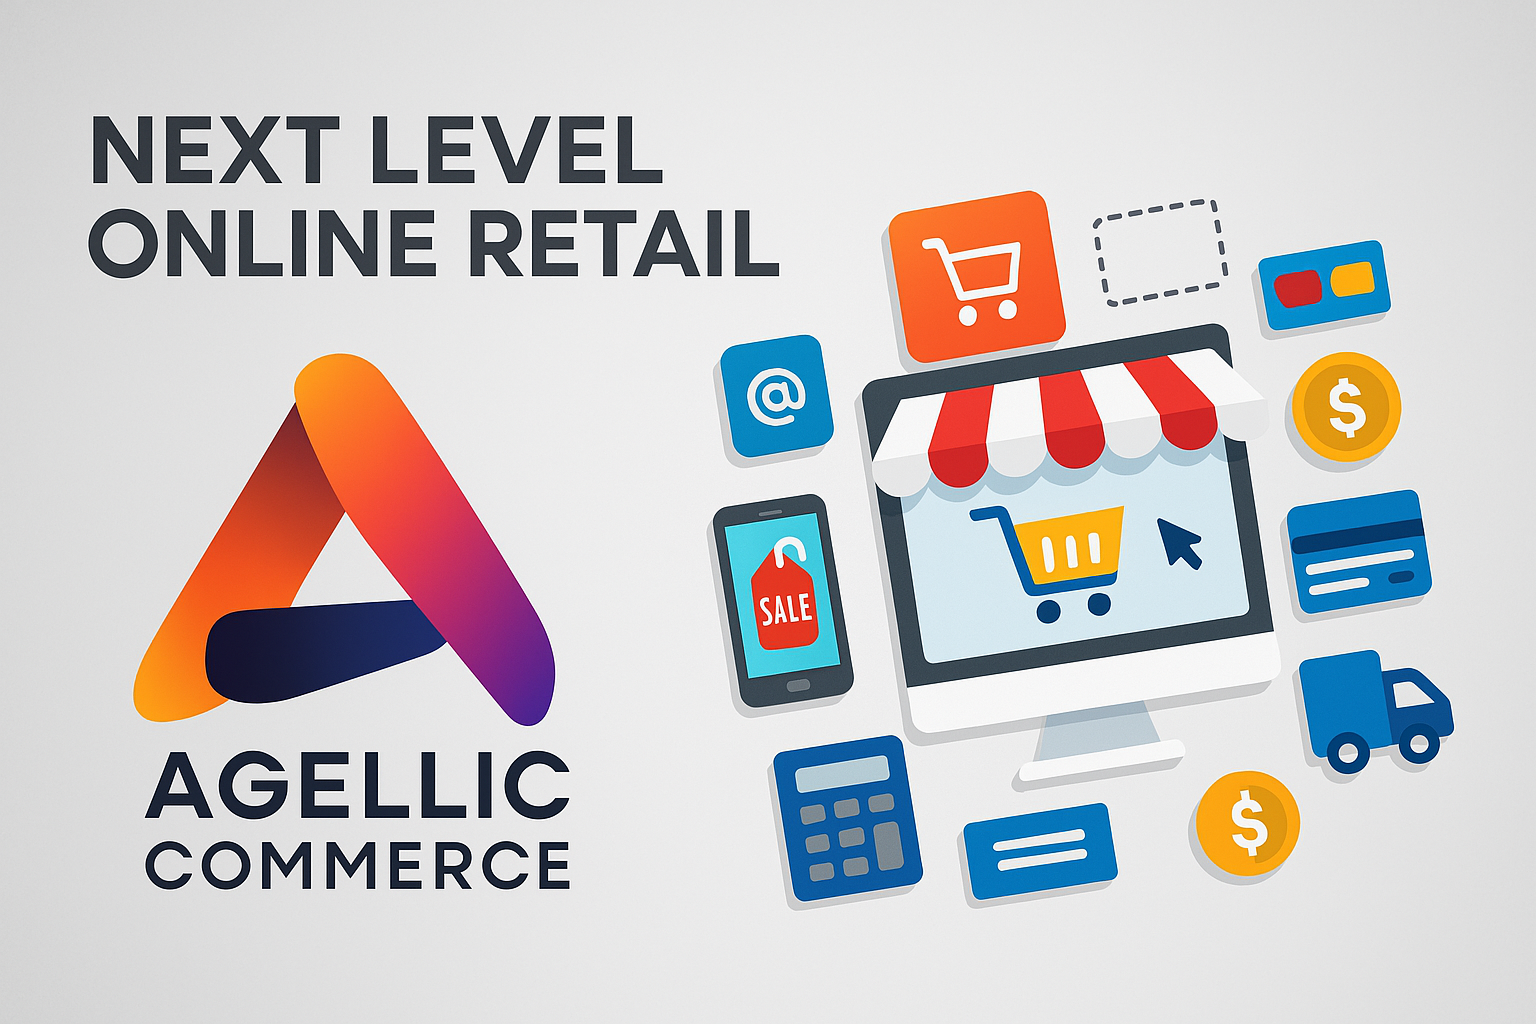 NEXT LEVEL
ONLINE RETAIL
@
$
SALE
$
AGELLIC
COMMERCE